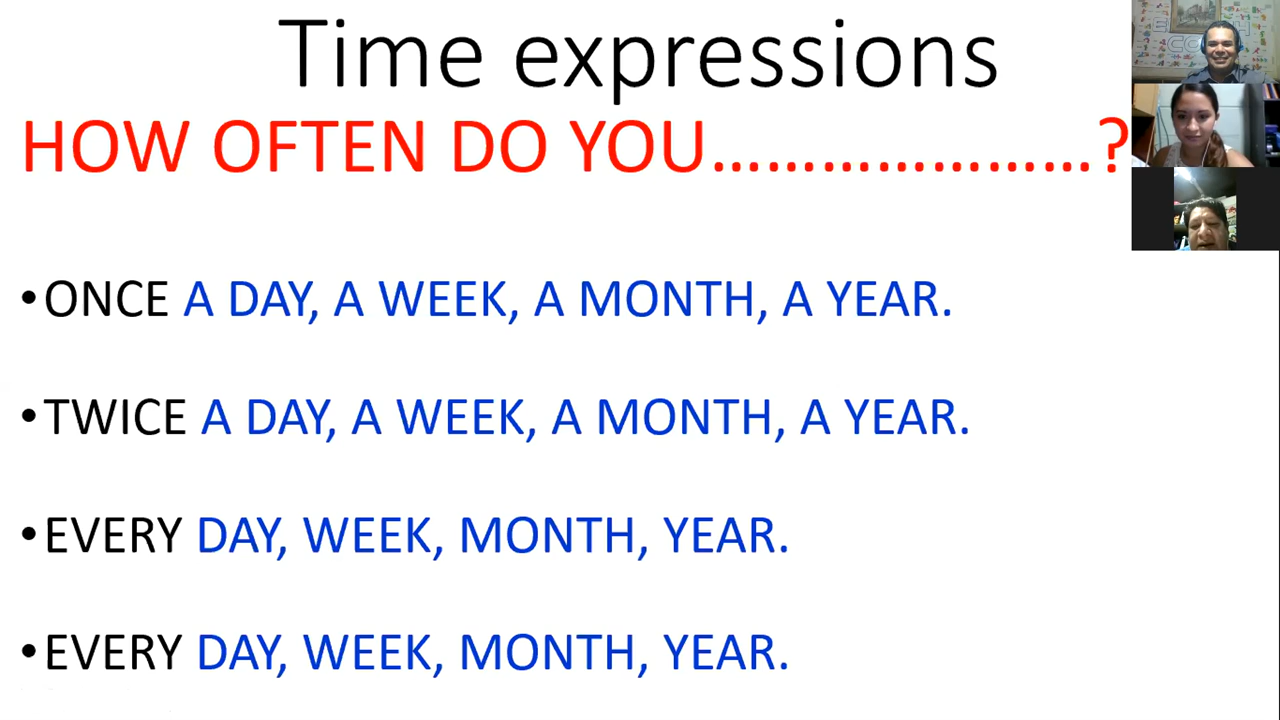 Time expressions
HOW OFTEN DO YOU…………………?
•ONCE A DAY, A WEEK, A MONTH, A YEAR.
•TWICE A DAY, A WEEK, A MONTH, A YEAR.
•EVERY DAY, WEEK, MONTH, YEAR.
•EVERY DAY, WEEK, MONTH, YEAR.